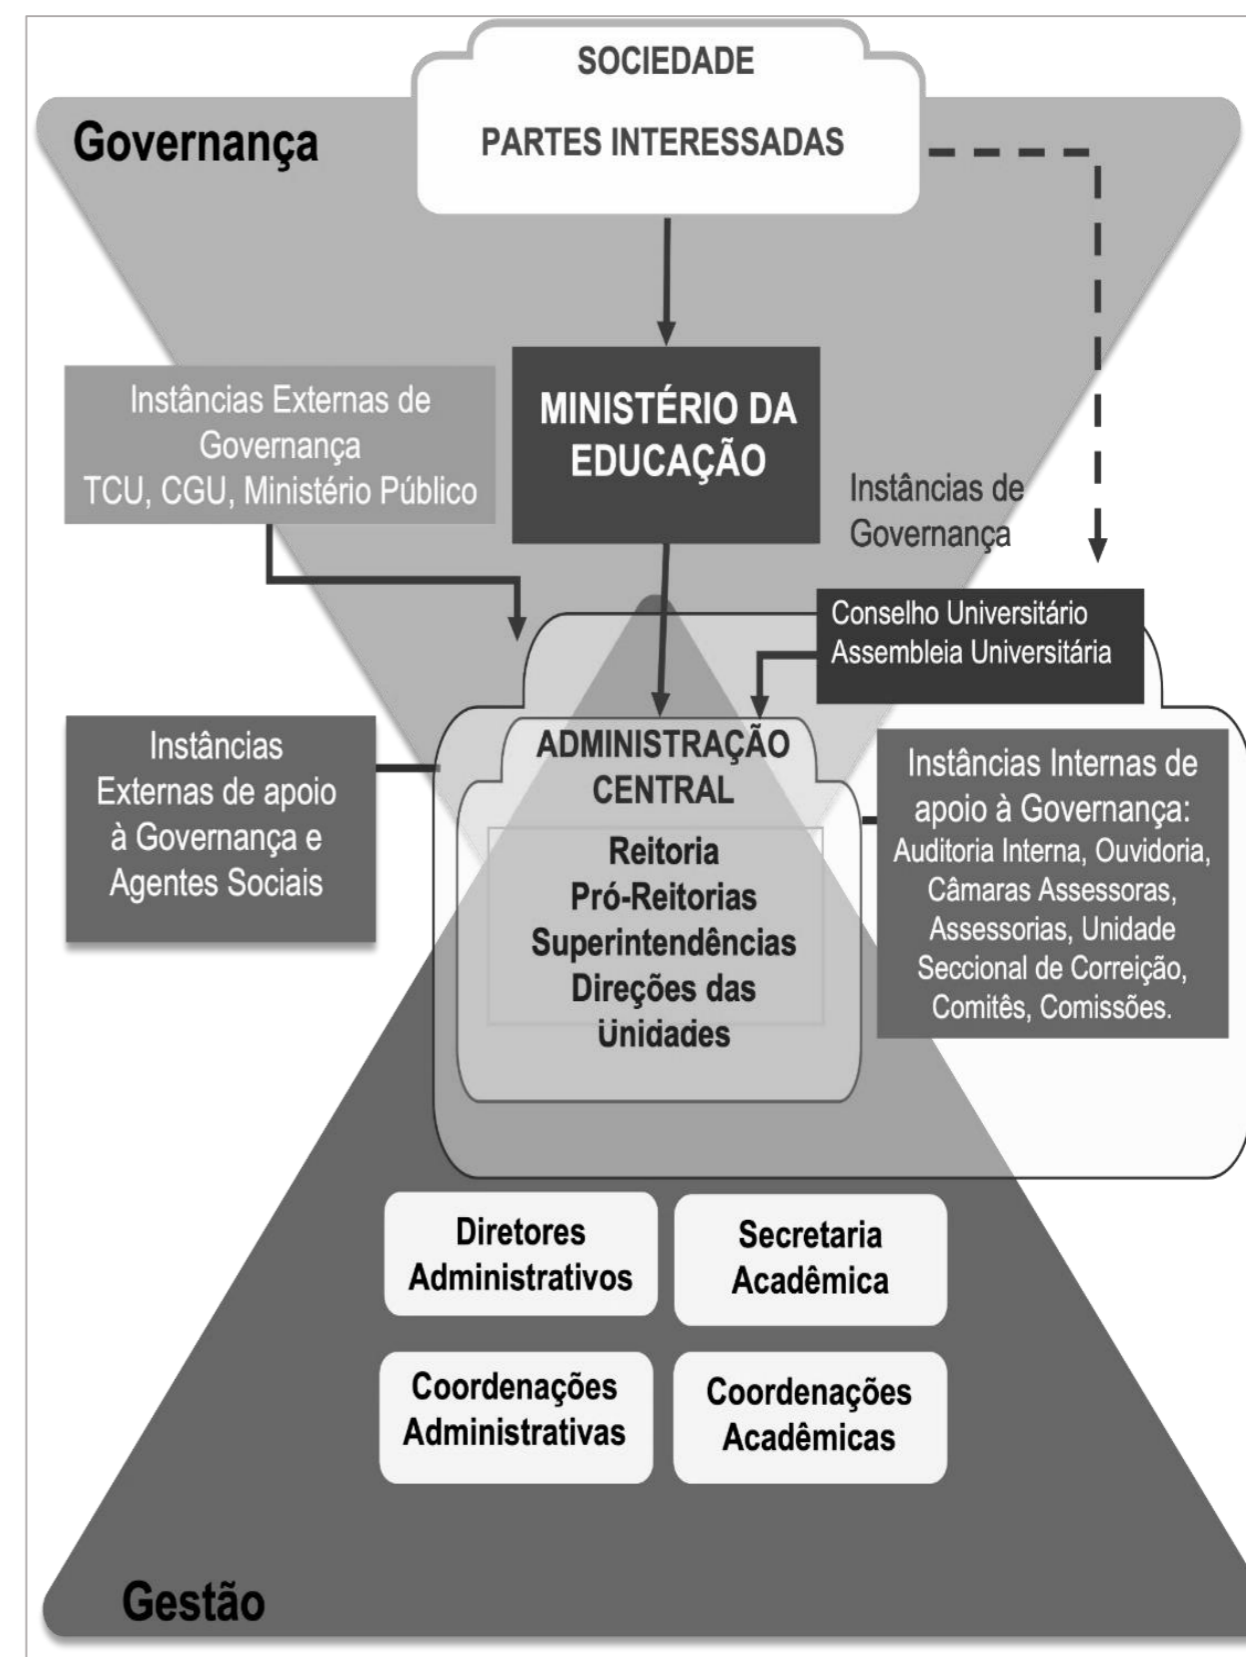 SOCIEDADE
PARTES INTERESSADAS
Governança
MINISTÉRIO DA
EDUCAÇÃO
Instâncias Externas de
Governança
TCU, CGU, Ministério Público
Instâncias de
Governança
Conselho Universitário
Assembleia Universitária
Instâncias
Externas de apoio
à Governança e
Agentes Sociais
ADMINISTRAÇÃO
CENTRAL
Reitoria
Pró-Reitorias
Superintendências
Direções das
Unidades
Instâncias Internas de
apoio à Governança:
Auditoria Interna, Ouvidoria,
Câmaras Assessoras,
Assessorias, Unidade
Seccional de Correição,
Comitês, Comissões.
Diretores
Administrativos
Secretaria
Acadêmica
Coordenações
Administrativas
Coordenações
Acadêmicas
Gestão